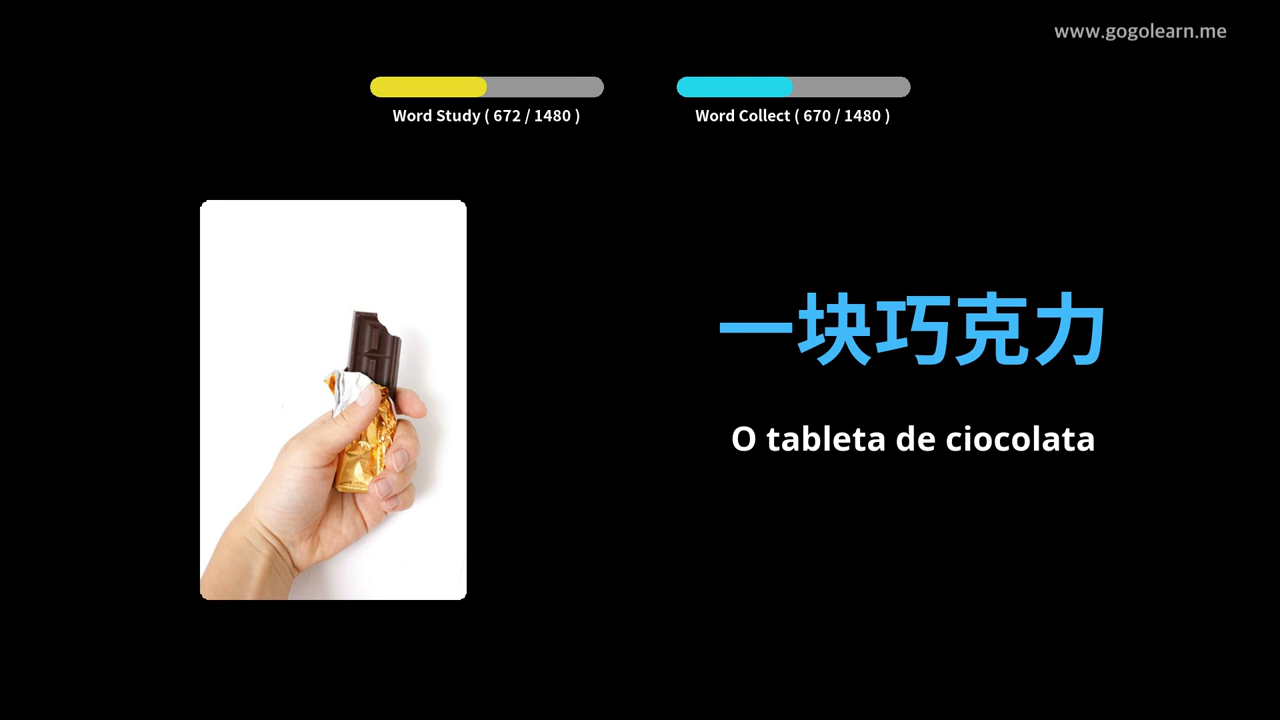 www.gogolearn.me
Word Study ( 672 / 1480 )
Word Collect ( 670 / 1480 )
一块巧克力
O tableta de ciocolata